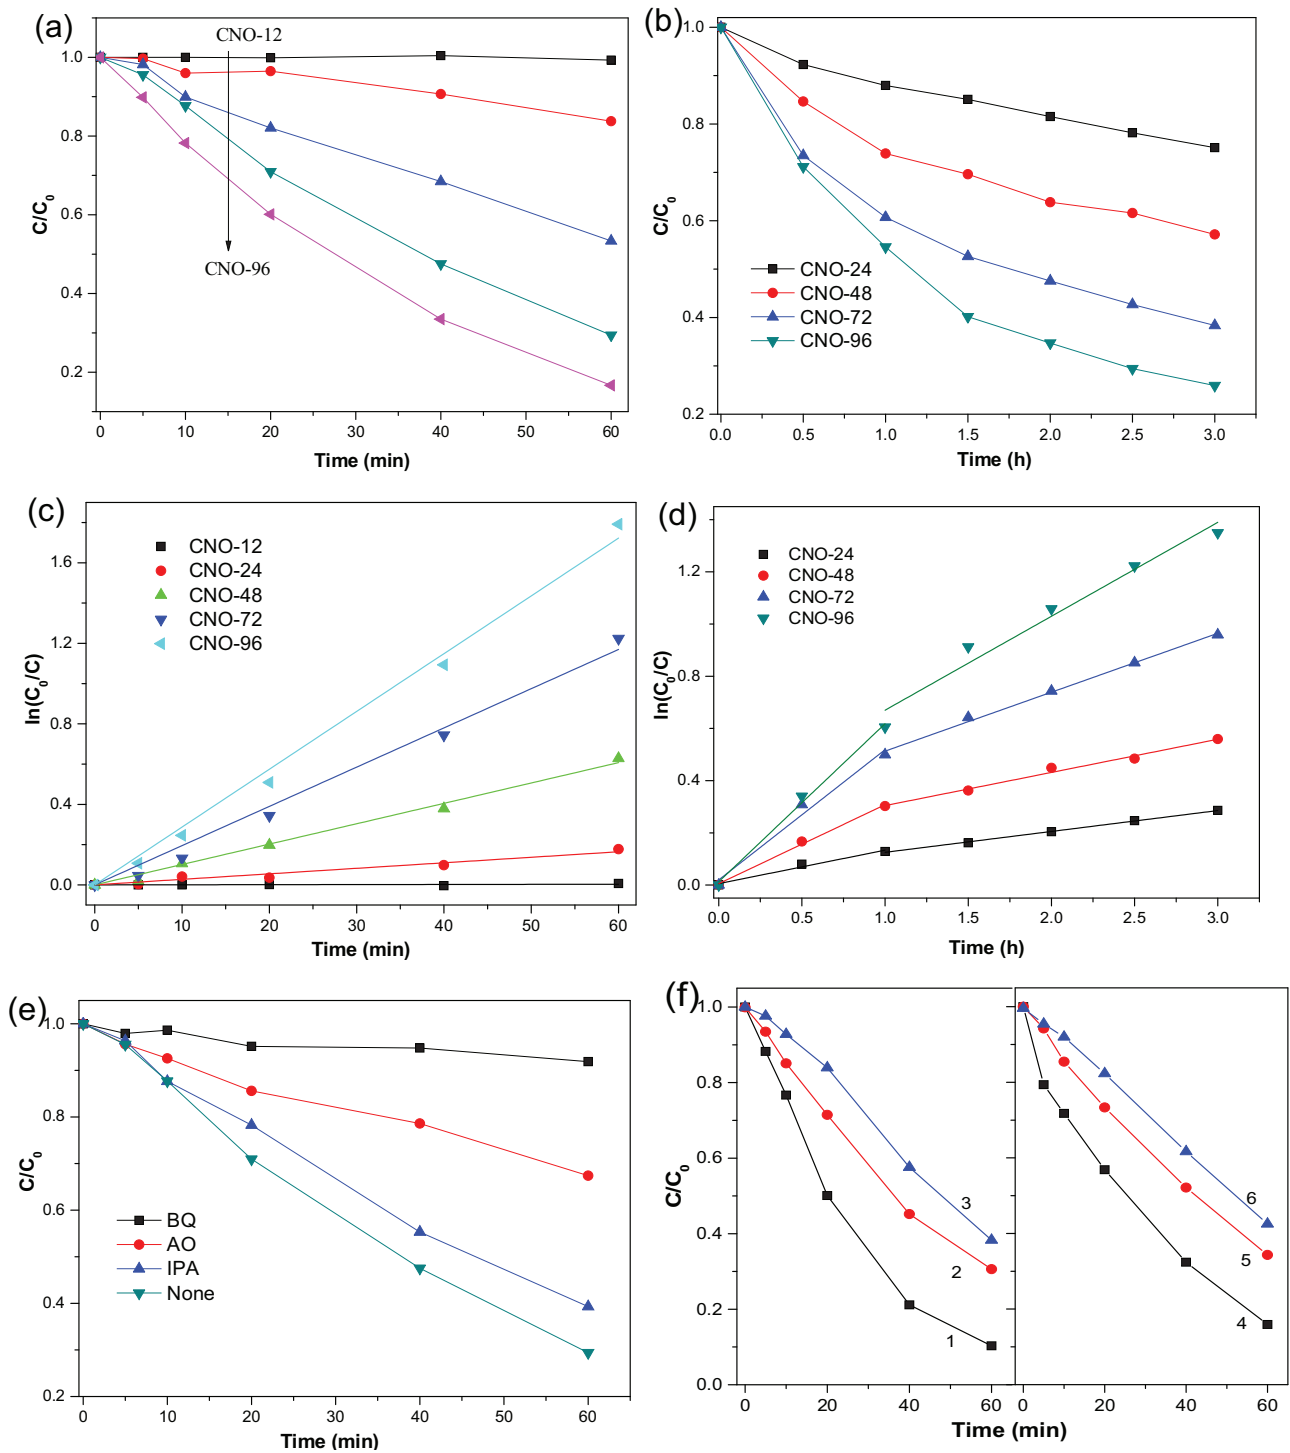 (a)
CNO-12
CNO-96
C/C0
1.0
0.8
0.6
0.4
0.2
0 10 20 30 40 50 60
Time (min)
(b)
C/C0
1.0
0.8
0.6
0.4
0.2
CNO-24
CNO-48
CNO-72
CNO-96
0.0 0.5 1.0 1.5 2.0 2.5 3.0
Time (h)
(c)
ln(C0/C)
1.6
1.2
0.8
0.4
0.0
CNO-12
CNO-24
CNO-48
CNO-72
CNO-96
0 10 20 30 40 50 60
Time (min)
(d)
ln(C0/C)
1.2
0.8
0.4
0.0
CNO-24
CNO-48
CNO-72
CNO-96
0.0 0.5 1.0 1.5 2.0 2.5 3.0
Time (h)
(e)
C/C0
1.0
0.8
0.6
0.4
0.2
BQ
AO
IPA
None
0 10 20 30 40 50 60
Time (min)
(f)
C/C0
1.0
0.8
0.6
0.4
0.2
0.0
3
2
1
6
5
4
0 20 40 60 0 20 40 60
Time (min)